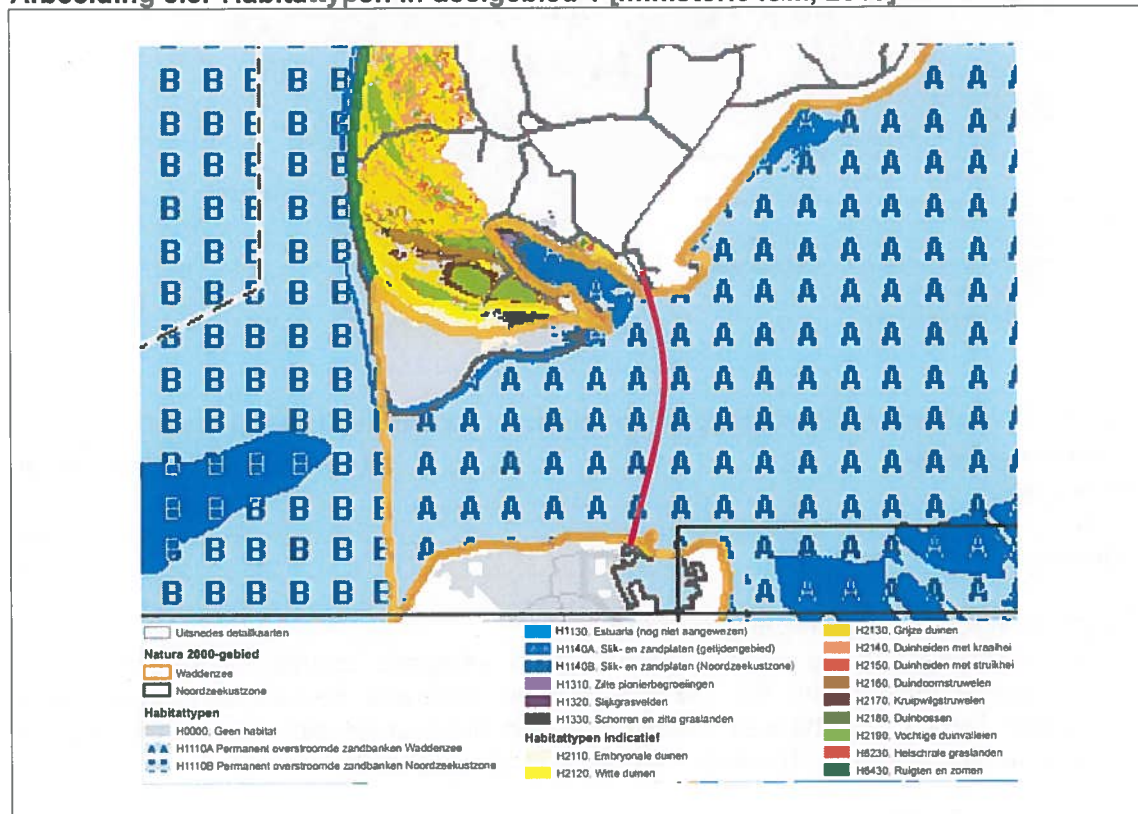 Uitsnedes detailkaarten
Natura 2000-gebied
Waddenzee
Noordzeekustzone
Habitattypen
H0000, Geen habitat
H1110A Permanent overstroomde zandbanken Waddenzee
H1110B Permanent overstroomde zandbanken Noordzeekustzone
H1130, Estuaria (nog niet aangewezen)
H1140A, Slik- en zandplaten (getijdengebied)
H1140B, Slik- en zandplaten (Noordzeekustzone)
H1310, Zilte pionierbegroeiingen
H1320, Slijkgrasvelden
H1330, Schorren en zilte graslanden
Habitattypen indicatief
H2110, Embryonale duinen
H2120, Witte duinen
H2130, Grijze duinen
H2140, Duinheiden met kraaihei
H2150, Duinheiden met struikhei
H2160, Duindoornstruwelen
H2170, Kruipwilgstruwelen
H2180, Duinbossen
H2190, Vochtige duinvalleien
H6230, Heischrale graslanden
H6430, Ruigten en zomen